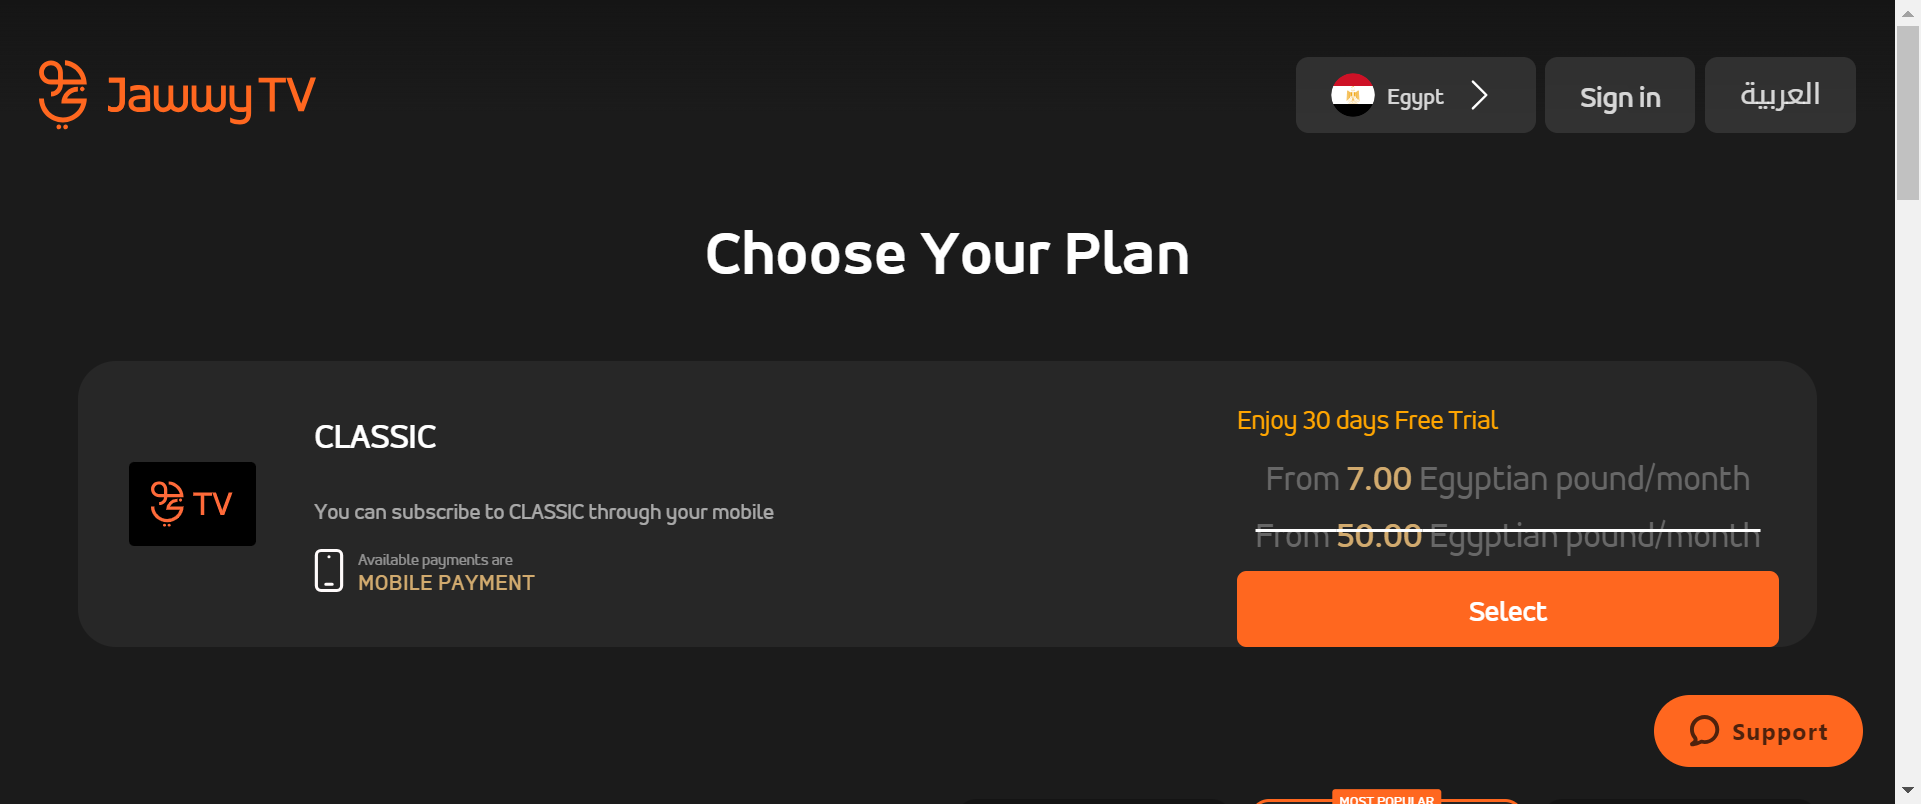 جوّي Jawwy TV
Egypt
Sign in
العربية
Choose Your Plan
Enjoy 30 days Free Trial
CLASSIC
From 7.00 Egyptian pound/month
جوّي TV
You can subscribe to CLASSIC through your mobile
From 50.00 Egyptian pound/month
Available payments are
MOBILE PAYMENT
Select
Support
MOST POPULAR